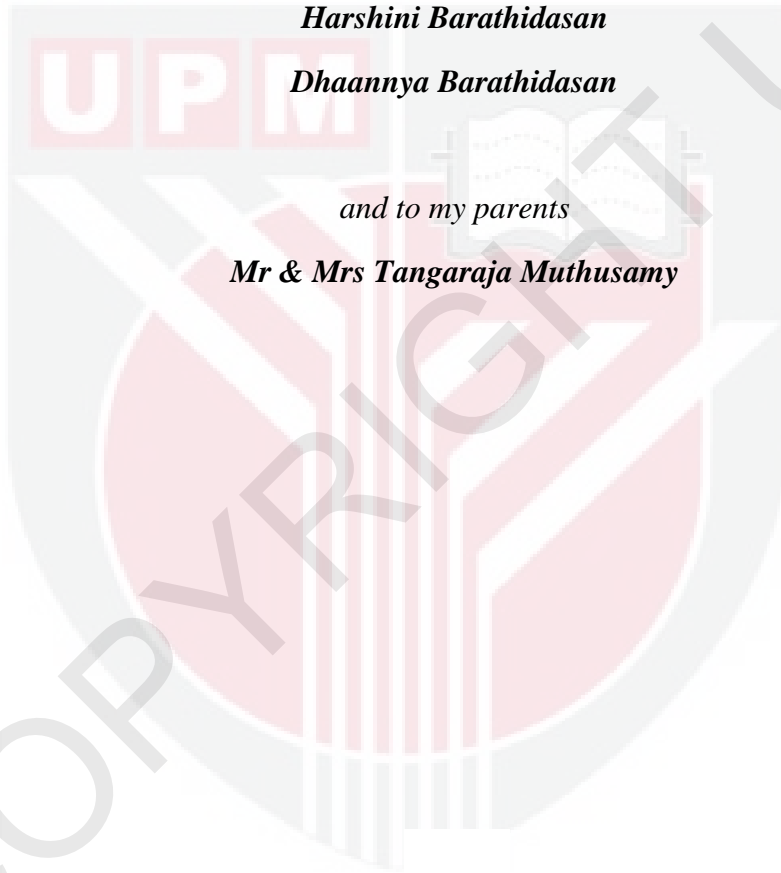 Harshini Barathidasan
Dhaannya Barathidasan
UPM
and to my parents
Mr & Mrs Tangaraja Muthusamy
COPYRIGHT U